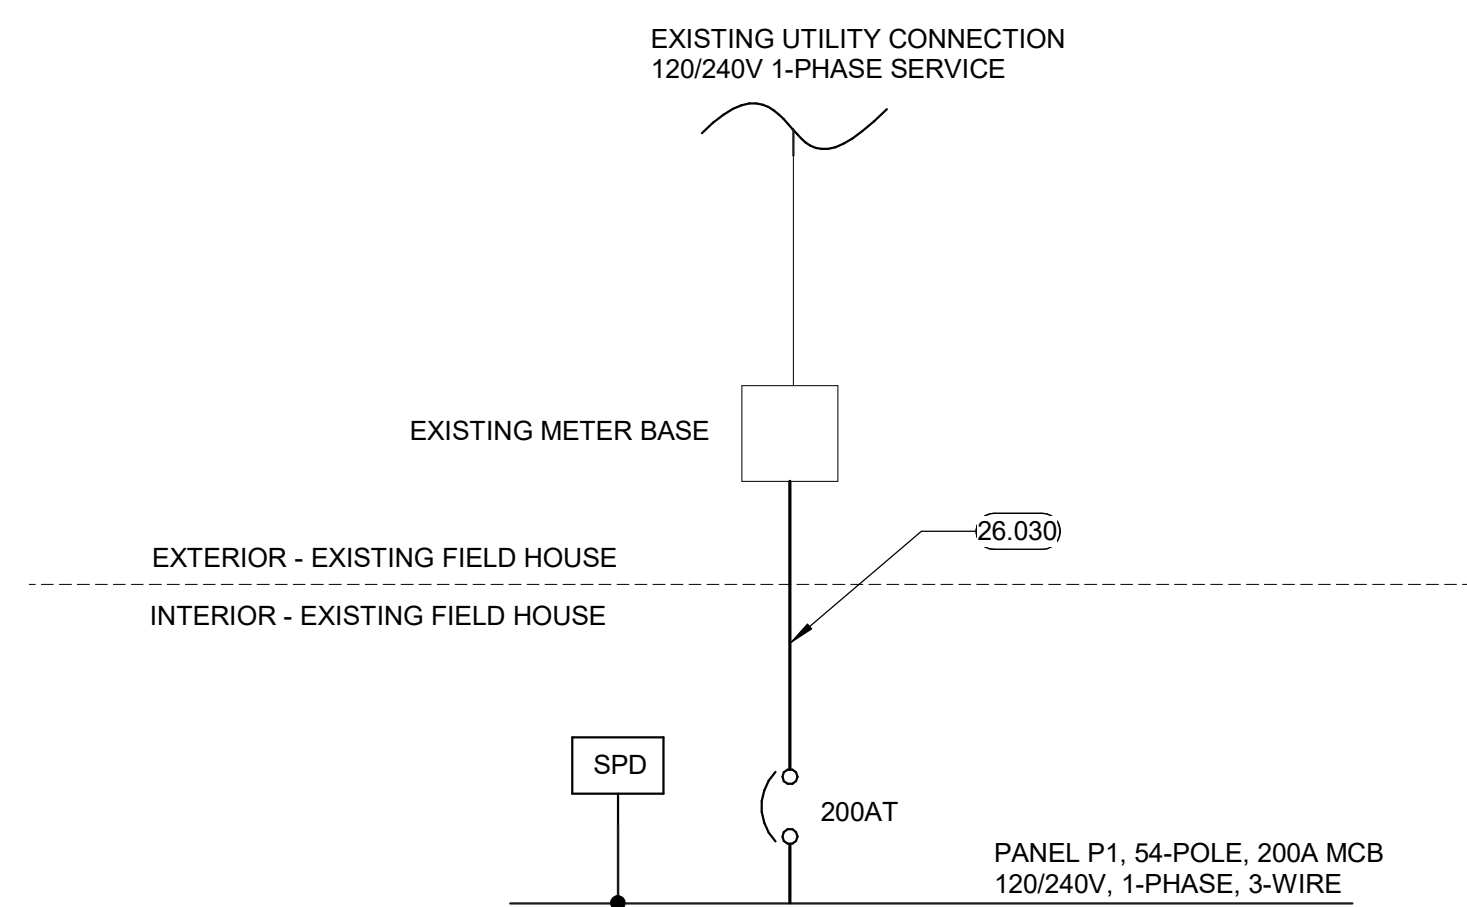 EXISTING UTILITY CONNECTION
120/240V 1-PHASE SERVICE
EXISTING METER BASE
26.030
EXTERIOR - EXISTING FIELD HOUSE
INTERIOR - EXISTING FIELD HOUSE
SPD
200AT
PANEL P1, 54-POLE, 200A MCB
120/240V, 1-PHASE, 3-WIRE